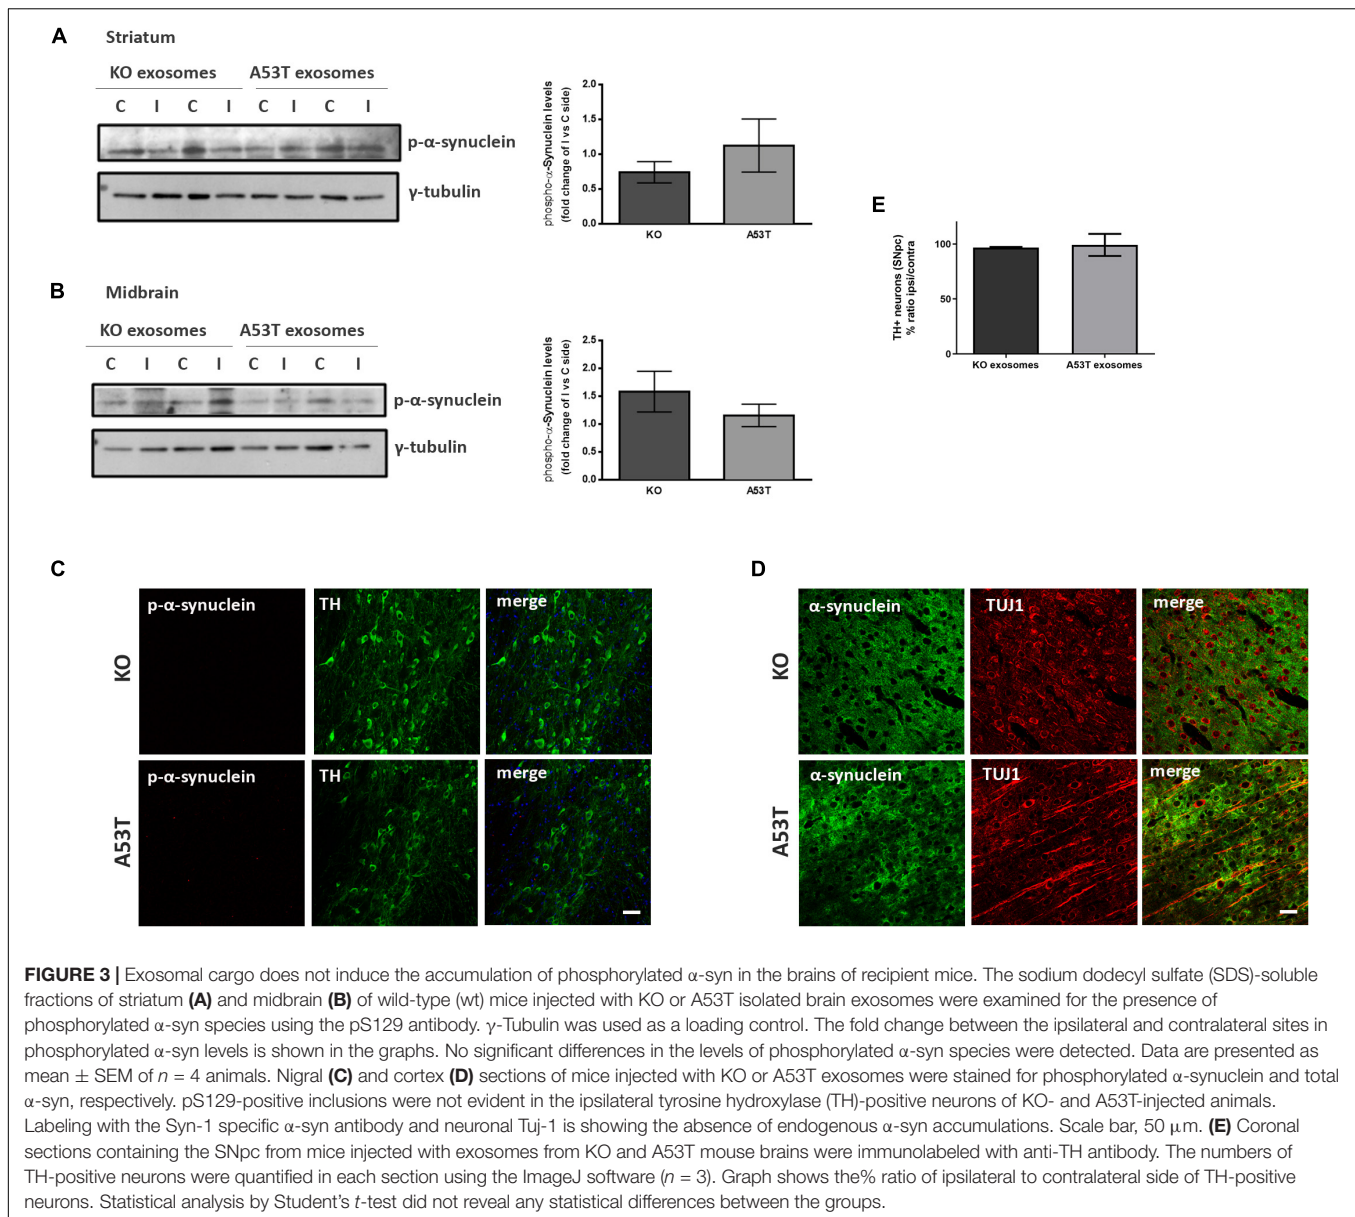 A Striatum
KO exosomes A53T exosomes
C I C I C I C I
p-α-synuclein
γ-tubulin
phospho-α-Synuclein levels
(fold change of I vs C side)
2.0
1.5
1.0
0.5
0.0
KO A53T
B Midbrain
KO exosomes A53T exosomes
C I C I C I C I
p-α-synuclein
γ-tubulin
phospho-α-Synuclein levels
(fold change of I vs C side)
2.5
2.0
1.5
1.0
0.5
0.0
KO A53T
E
TH+ neurons (SNpc)
% ratio ipsi/contra
100
50
0
KO exosomes A53T exosomes
C
KO
p-α-synuclein TH merge
A53T
p-α-synuclein TH merge
D
KO
α-synuclein TUJ1 merge
A53T
α-synuclein TUJ1 merge
FIGURE 3 | Exosomal cargo does not induce the accumulation of phosphorylated α-syn in the brains of recipient mice. The sodium dodecyl sulfate (SDS)-soluble
fractions of striatum (A) and midbrain (B) of wild-type (wt) mice injected with KO or A53T isolated brain exosomes were examined for the presence of
phosphorylated α-syn species using the pS129 antibody. γ-Tubulin was used as a loading control. The fold change between the ipsilateral and contralateral sites in
phosphorylated α-syn levels is shown in the graphs. No significant differences in the levels of phosphorylated α-syn species were detected. Data are presented as
mean ± SEM of n = 4 animals. Nigral (C) and cortex (D) sections of mice injected with KO or A53T exosomes were stained for phosphorylated α-synuclein and total
α-syn, respectively. pS129-positive inclusions were not evident in the ipsilateral tyrosine hydroxylase (TH)-positive neurons of KO- and A53T-injected animals.
Labeling with the Syn-1 specific α-syn antibody and neuronal Tuj-1 is showing the absence of endogenous α-syn accumulations. Scale bar, 50 μm. (E) Coronal
sections containing the SNpc from mice injected with exosomes from KO and A53T mouse brains were immunolabeled with anti-TH antibody. The numbers of
TH-positive neurons were quantified in each section using the ImageJ software (n = 3). Graph shows the% ratio of ipsilateral to contralateral side of TH-positive
neurons. Statistical analysis by Student's t-test did not reveal any statistical differences between the groups.